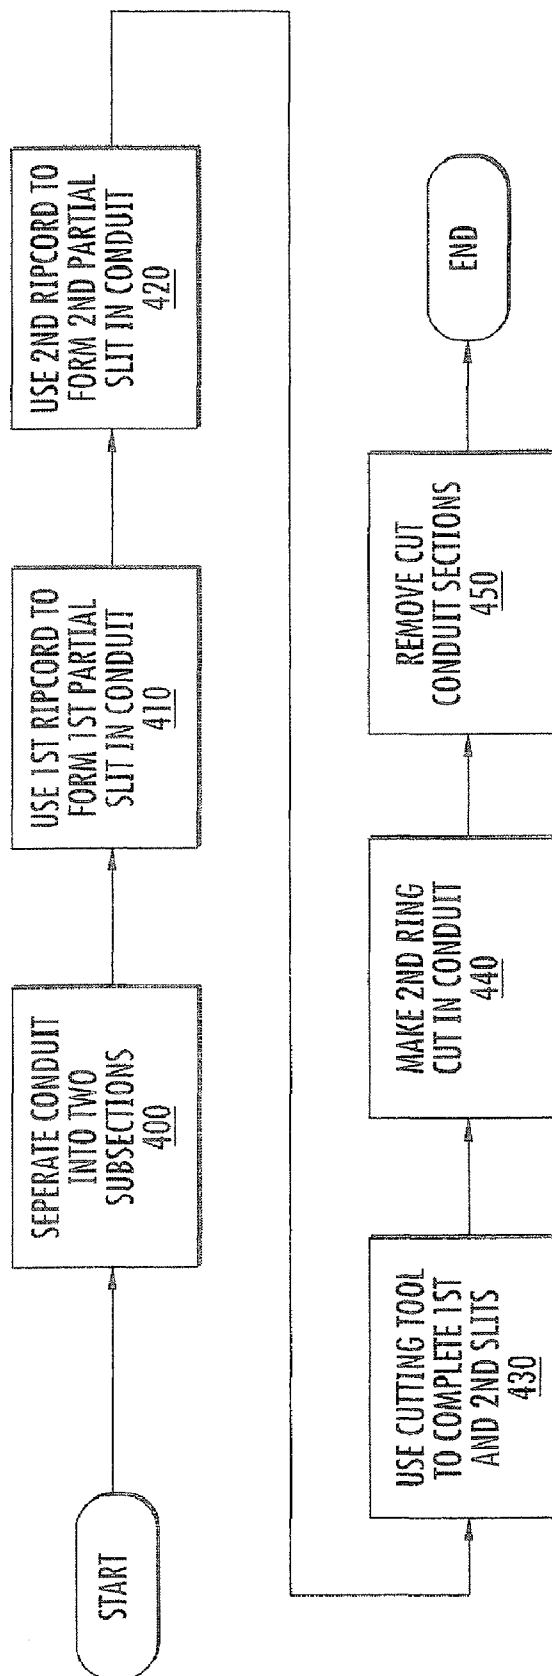 START
SEPERATE CONDUIT
INTO TWO
SUBSECTIONS
400
USE 1ST RIPCORD TO
FORM 1ST PARTIAL
SLIT IN CONDUIT
410
USE 2ND RIPCORD TO
FORM 2ND PARTIAL
SLIT IN CONDUIT
420
USE CUTTING TOOL
TO COMPLETE 1ST
AND 2ND SLITS
430
MAKE 2ND RING
CUT IN CONDUIT
440
REMOVE CUT
CONDUIT SECTIONS
450
END